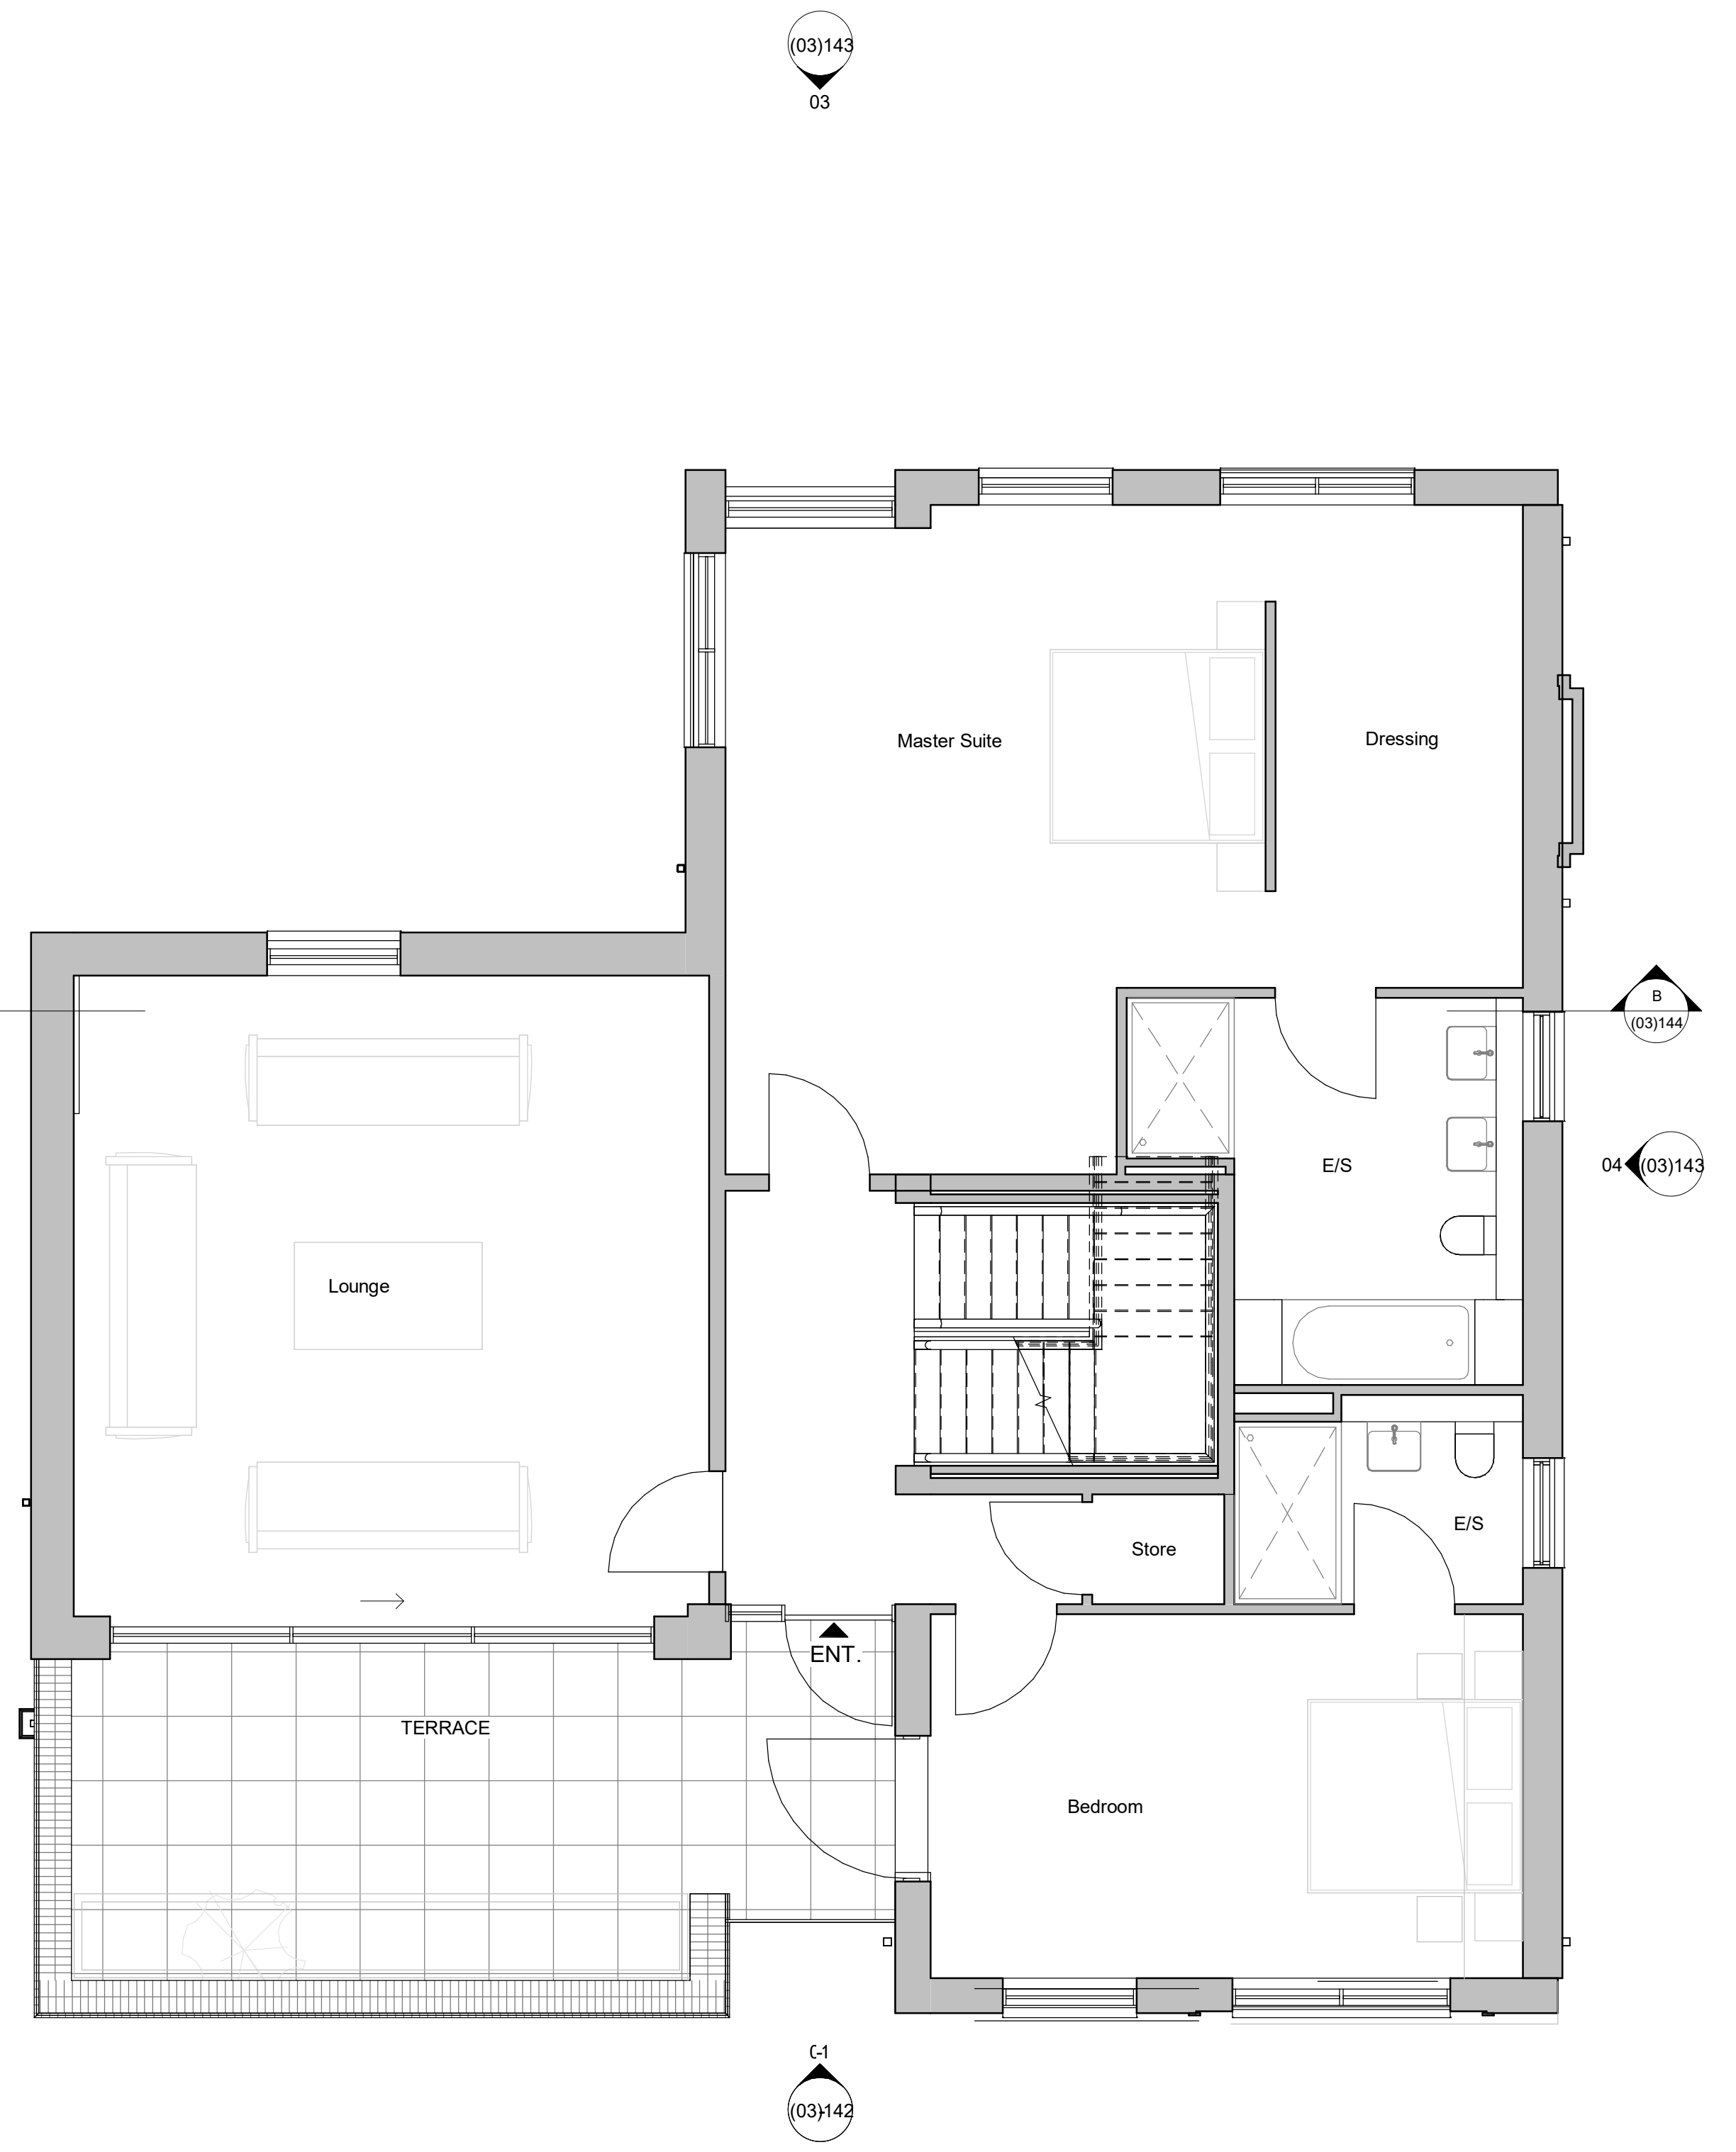 (03)143
03
Master Suite
Dressing
B
(03)144
E/S
04
(03)143
Lounge
E/S
Store
ENT.
TERRACE
Bedroom
C-1
(03)-142